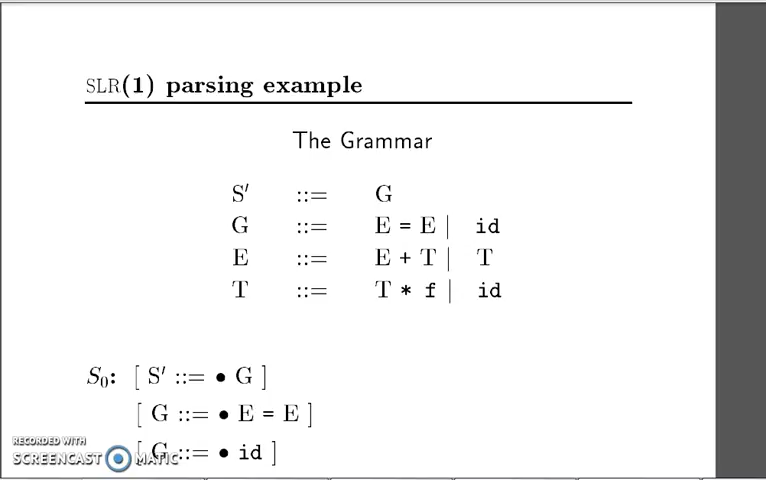 SLR(1) parsing example
The Grammar
S′ ::= G
G ::= E = E | id
E ::= E + T | T
T ::= T * f | id
S₀: [ S′ ::= • G ]
[ G ::= • E = E ]
[ G ::= • id ]
RECORDED WITH
SCREENCAST MATIC